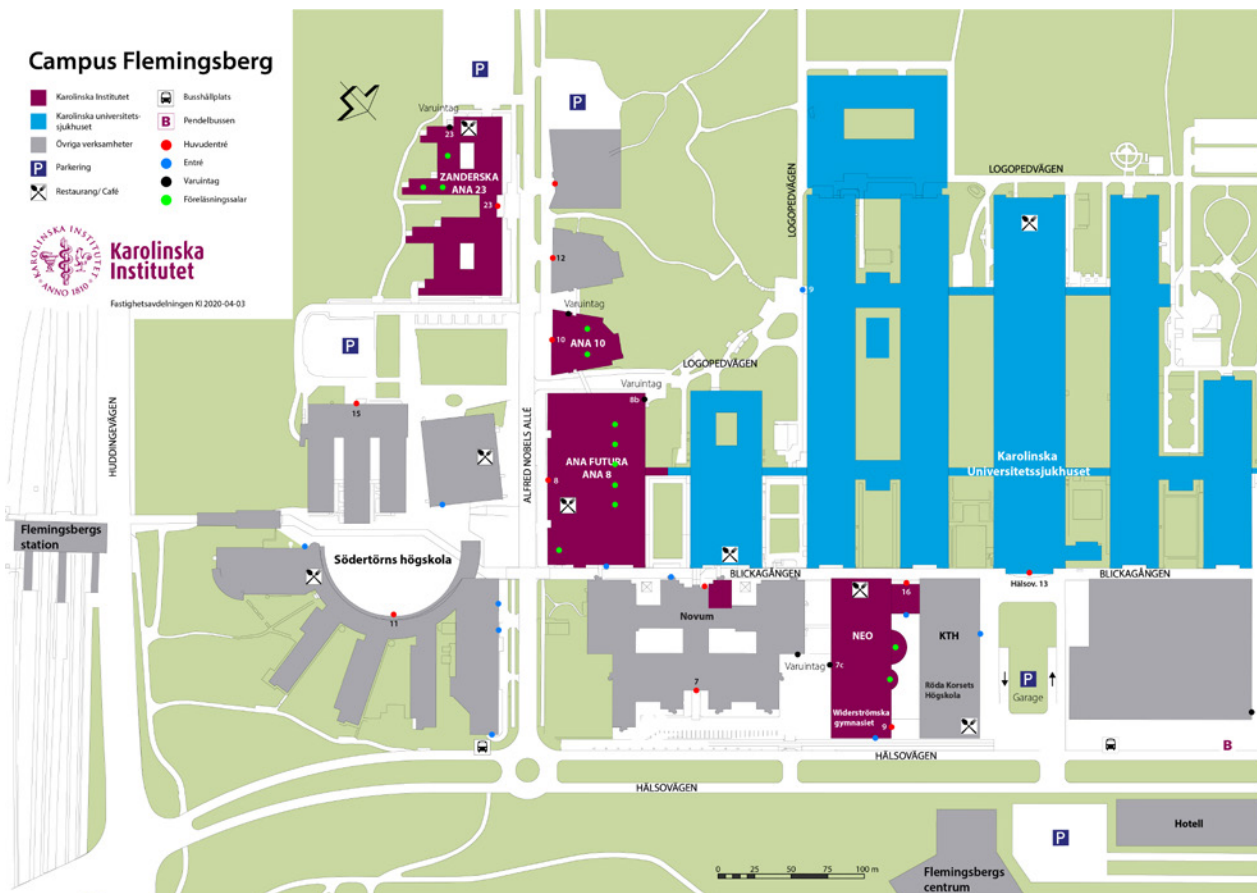 Campus Flemingsberg
Karolinska Institutet
Karolinska universitets-
sjukhuset
Övriga verksamheter
P
Parkering
Restaurang/ Café
Busshållplats
B
Pendelbussen
Huvudentré
Entré
Varuintag
Föreläsningssalar
KAROLINSKA INSTITUTET
ANNO 1810
Karolinska
Institutet
Fastighetsavdelningen KI 2020-04-03
P
P
Varuintag
23
ZANDERSKA
ANA 23
23
12
Varuintag
10
ANA 10
P
LOGOPEDVÄGEN
LOGOPEDVÄGEN
LOGOPEDVÄGEN
9
Varuintag
8b
15
HUDDINGEVÄGEN
ALFRED NOBELS ALLÉ
ANA FUTURA
ANA 8
8
Karolinska
Universitetssjukhuset
Flemingsbergs
station
Södertörns högskola
11
BLICKAGÅNGEN
Hälsov. 13
BLICKAGÅNGEN
Novum
16
NEO
KTH
Varuintag
7c
7
Röda Korsets
Högskola
P
Garage
Widerströmska
gymnasiet
9
B
HÄLSOVÄGEN
HÄLSOVÄGEN
P
Hotell
Flemingsbergs
centrum
0 25 50 75 100 m